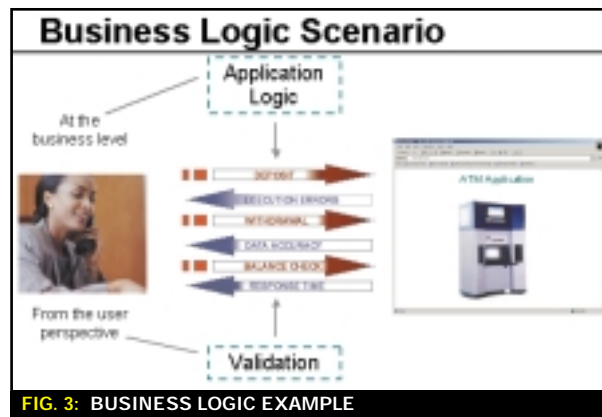 Business Logic Scenario
Application
Logic
At the
business level
DEPOSIT
EXECUTION ERRORS
WITHDRAWAL
DATA ACCURACY
BALANCE CHECK
RESPONSE TIME
ATM Application
From the user
perspective
Validation
FIG. 3: BUSINESS LOGIC EXAMPLE